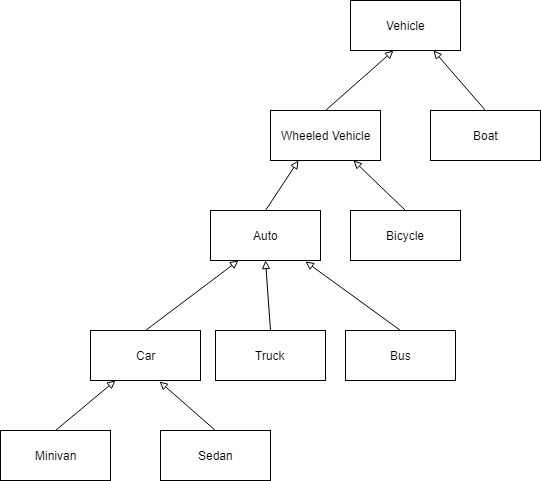 Vehicle
Wheeled Vehicle
Boat
Auto
Bicycle
Car
Truck
Bus
Minivan
Sedan